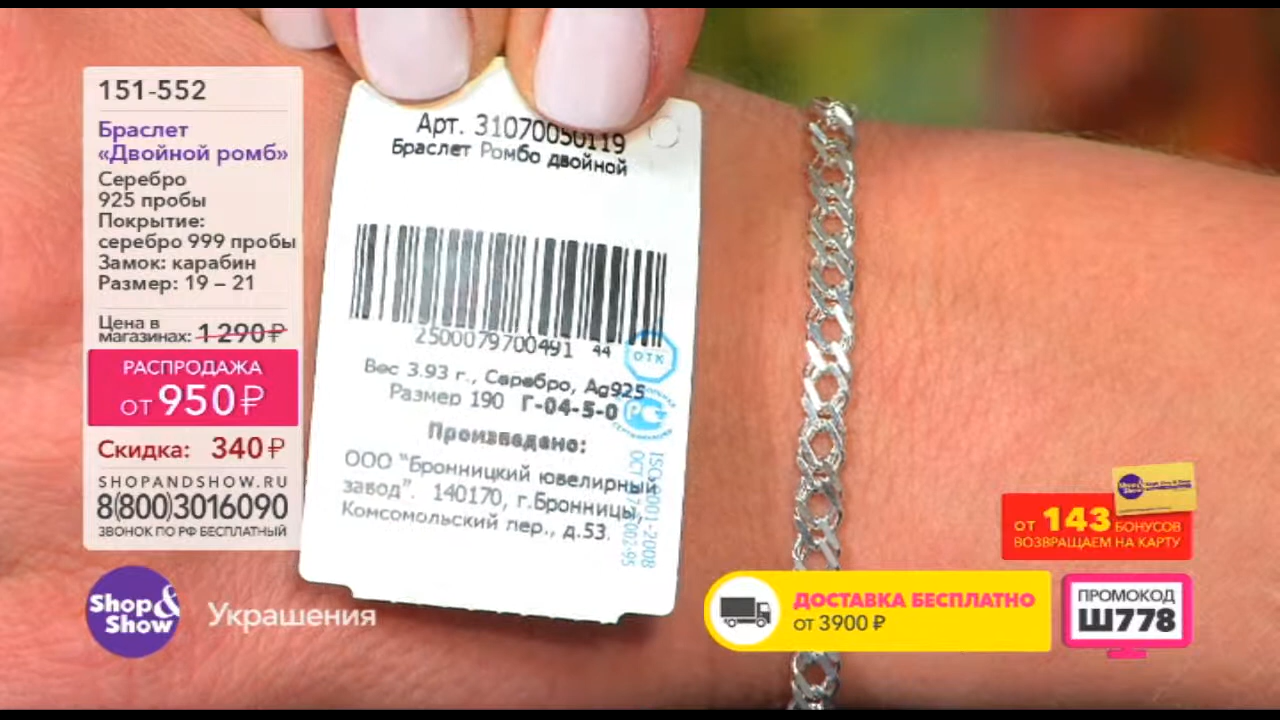 151-552
Браслет
«Двойной ромб»
Серебро
925 пробы
Покрытие:
серебро 999 пробы
Замок: карабин
Размер: 19 – 21
Цена в
магазинах: 1 290 ₽
РАСПРОДАЖА
ОТ 950 ₽
Скидка: 340 ₽
SHOPANDSHOW.RU
8(800)3016090
ЗВОНОК ПО РФ БЕСПЛАТНЫЙ
Shop&
Show
Украшения
Арт. 31070050119
Браслет Ромбо двойной
2500079700491 44
ОТК
Вес 3.93 г., Серебро, Ag925
Размер 190 Г-04-5-0
Произведено:
ООО "Бронницкий ювелирный
завод". 140170, г.Бронницы,
Комсомольский пер., д.53.
ОТ 143 БОНУСОВ
ВОЗВРАЩАЕМ НА КАРТУ
ДОСТАВКА БЕСПЛАТНО
от 3900 ₽
ПРОМОКОД
Ш778
Shop&
Show